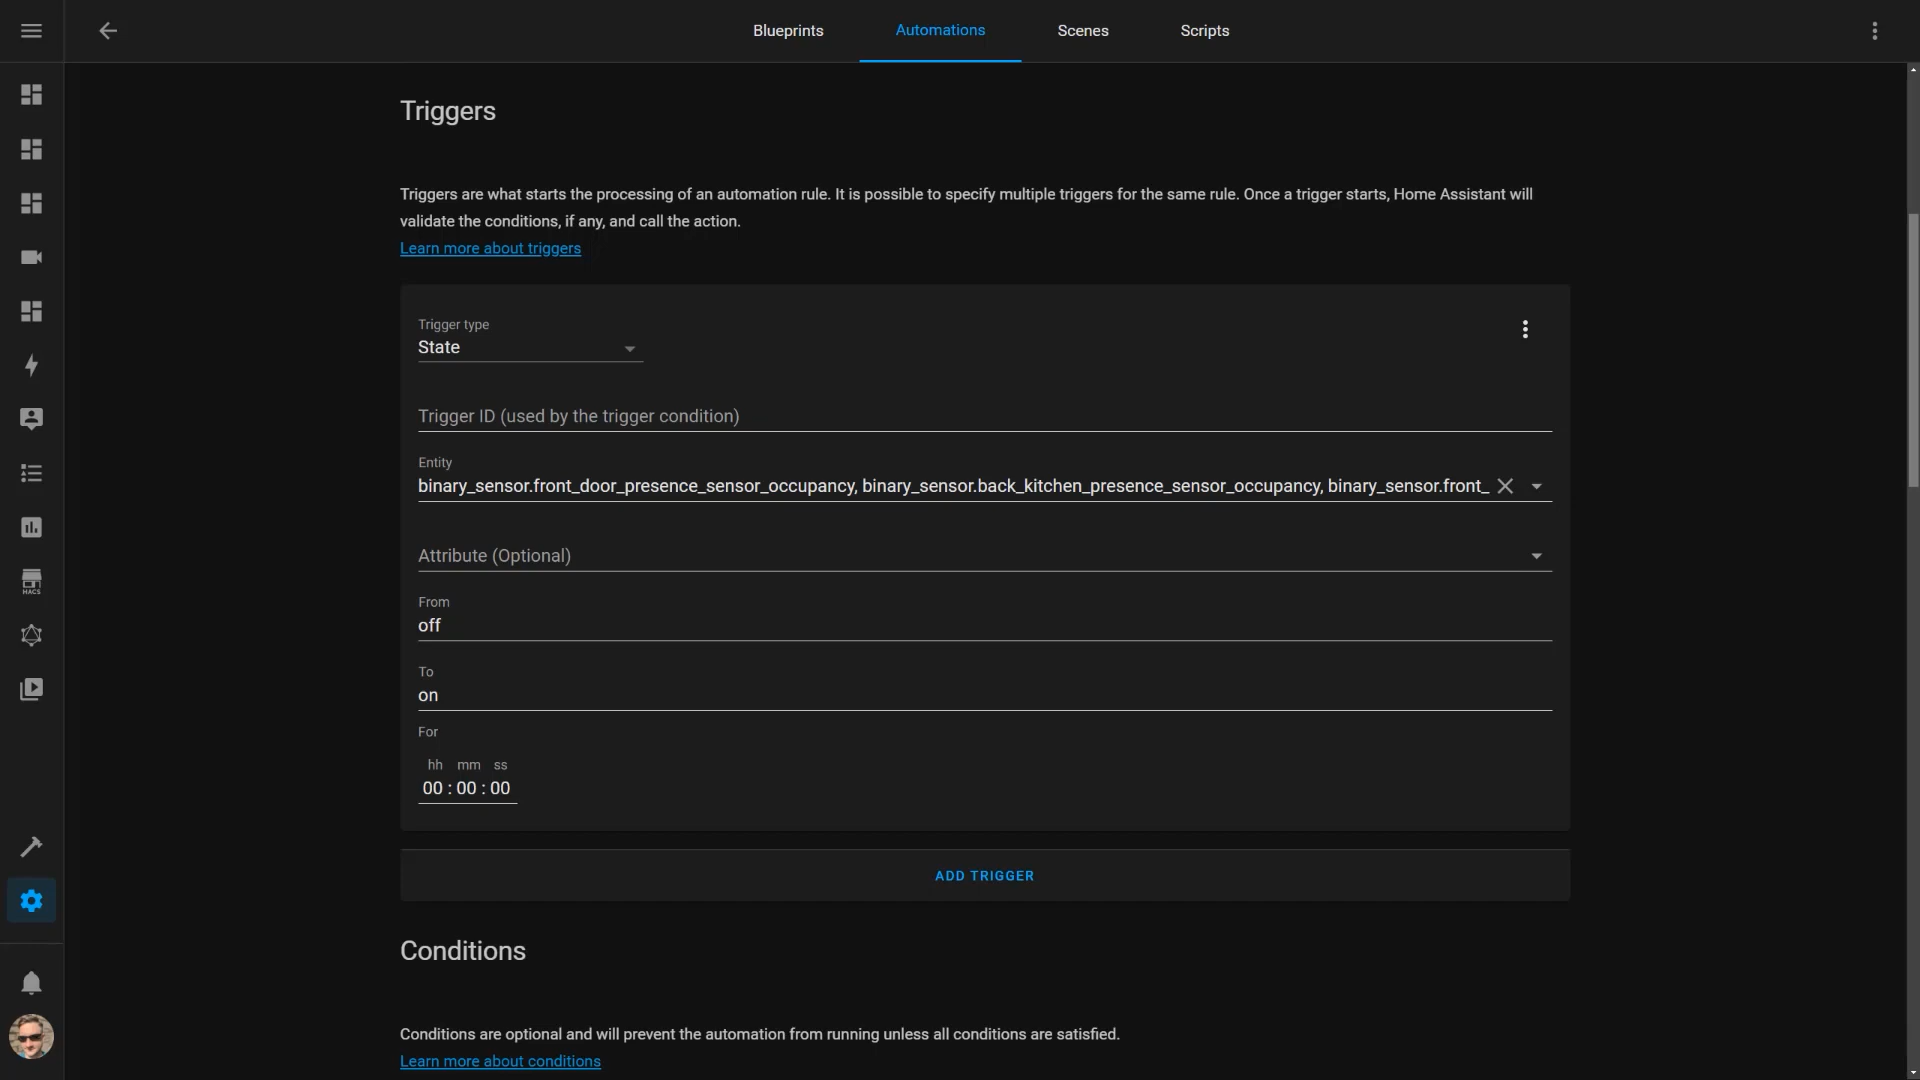 Blueprints
Automations
Scenes
Scripts
Triggers
Triggers are what starts the processing of an automation rule. It is possible to specify multiple triggers for the same rule. Once a trigger starts, Home Assistant will
validate the conditions, if any, and call the action.
Learn more about triggers
Trigger type
State
Trigger ID (used by the trigger condition)
Entity
binary_sensor.front_door_presence_sensor_occupancy, binary_sensor.back_kitchen_presence_sensor_occupancy, binary_sensor.front_
Attribute (Optional)
From
off
To
on
For
hh mm ss
00 : 00 : 00
HACS
ADD TRIGGER
Conditions
Conditions are optional and will prevent the automation from running unless all conditions are satisfied.
Learn more about conditions